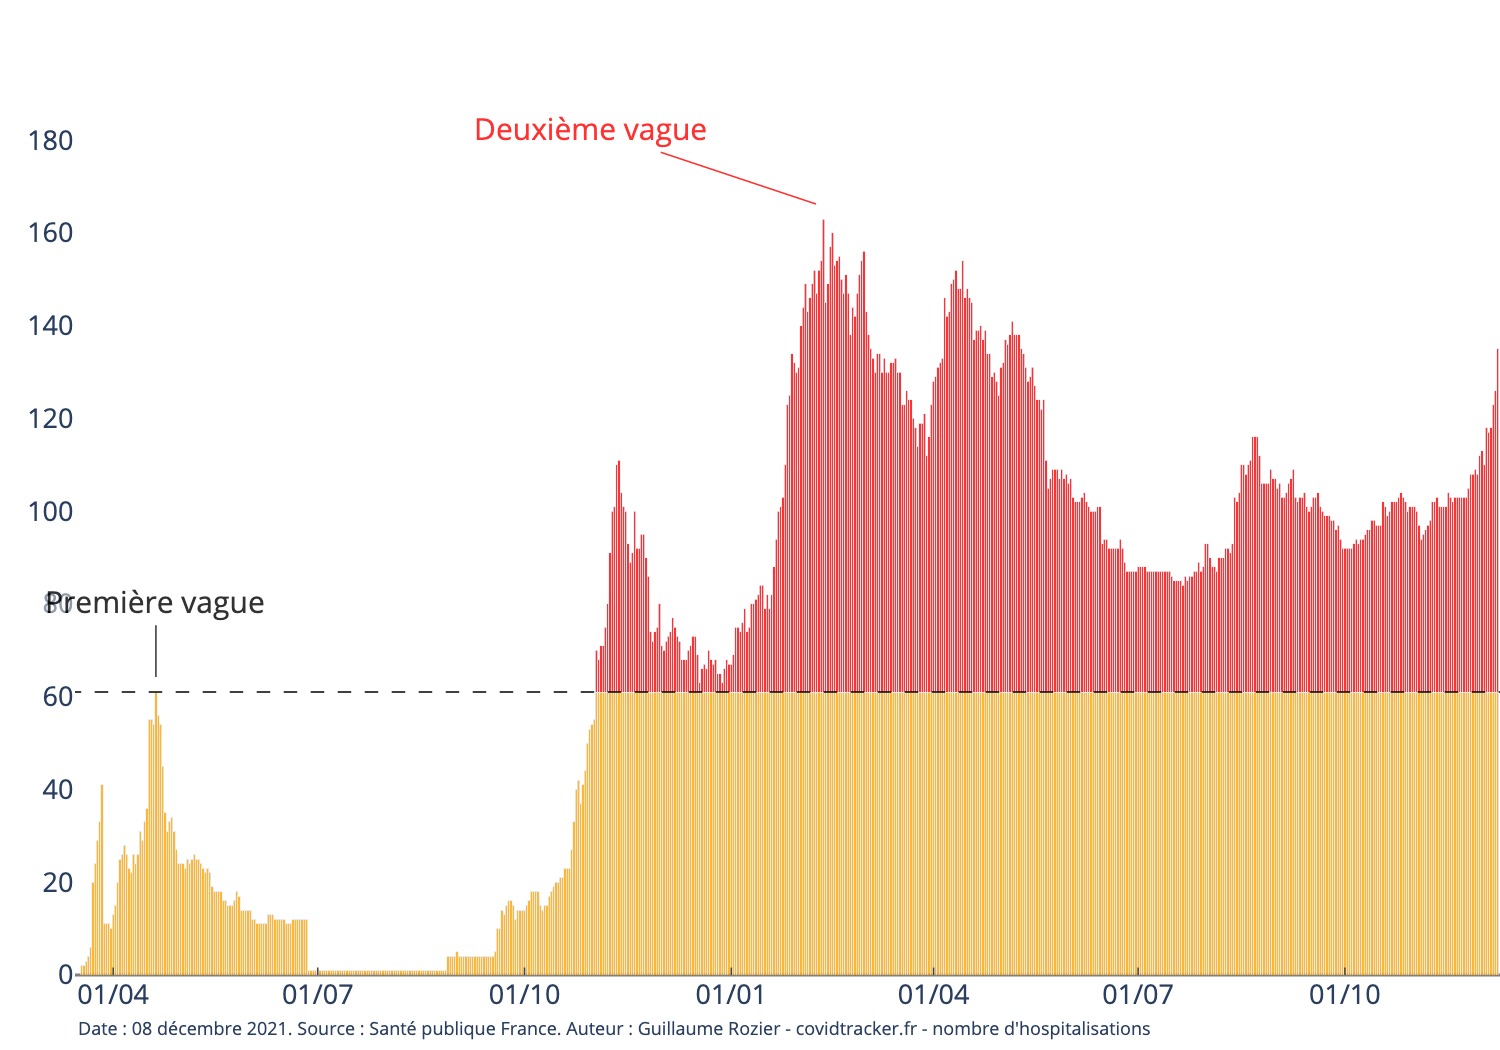 Deuxième vague
180
160
140
120
100
80
Première vague
60
40
20
0
01/04 01/07 01/10 01/01 01/04 01/07 01/10
Date : 08 décembre 2021. Source : Santé publique France. Auteur : Guillaume Rozier - covidtracker.fr - nombre d'hospitalisations